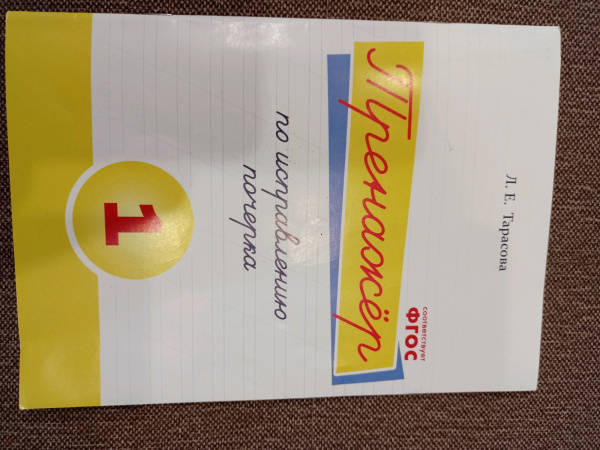 Л. Е. Тарасова
соответствует
ФГОС
Тренажёр
по исправлению
почерка
1